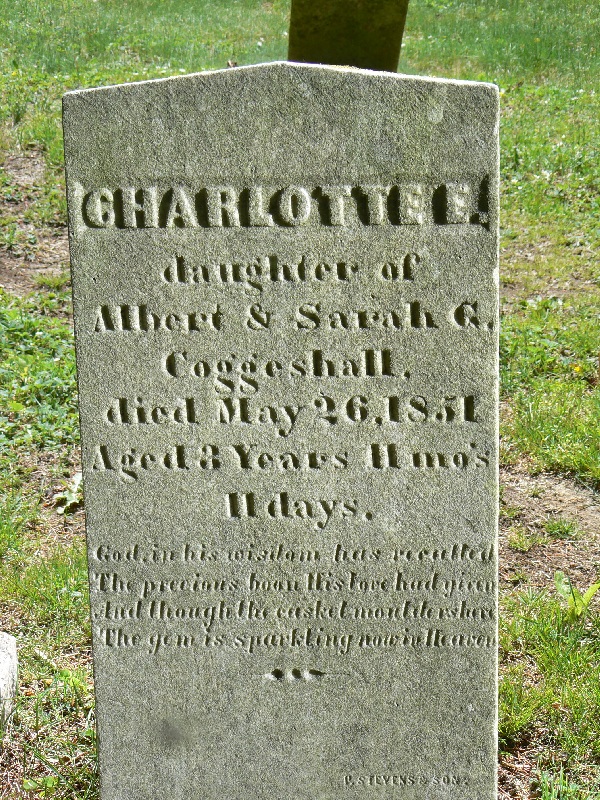 CHARLOTTE E.
daughter of
Albert & Sarah G.
Coggeshall,
died May 26, 1851
Aged 3 Years 11 mo's
11 days.
God, in his wisdom has recalled
The precious boon His love had given
And though the casket moulders here
The gem is sparkling now in Heaven
P. STEVENS & SON.